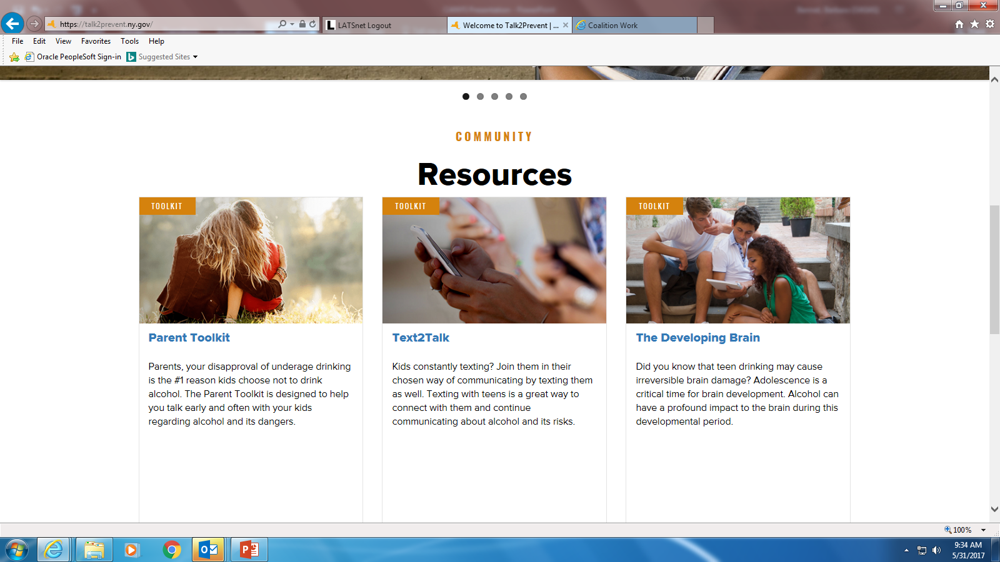 https://talk2prevent.ny.gov/
LATSnet Logout
Welcome to Talk2Prevent | ...
Coalition Work
File Edit View Favorites Tools Help
Oracle PeopleSoft Sign-in
Suggested Sites
COMMUNITY
Resources
TOOLKIT
Parent Toolkit
Parents, your disapproval of underage drinking
is the #1 reason kids choose not to drink
alcohol. The Parent Toolkit is designed to help
you talk early and often with your kids
regarding alcohol and its dangers.
TOOLKIT
Text2Talk
Kids constantly texting? Join them in their
chosen way of communicating by texting them
as well. Texting with teens is a great way to
connect with them and continue
communicating about alcohol and its risks.
TOOLKIT
The Developing Brain
Did you know that teen drinking may cause
irreversible brain damage? Adolescence is a
critical time for brain development. Alcohol can
have a profound impact to the brain during this
developmental period.
100%
9:34 AM
5/31/2017